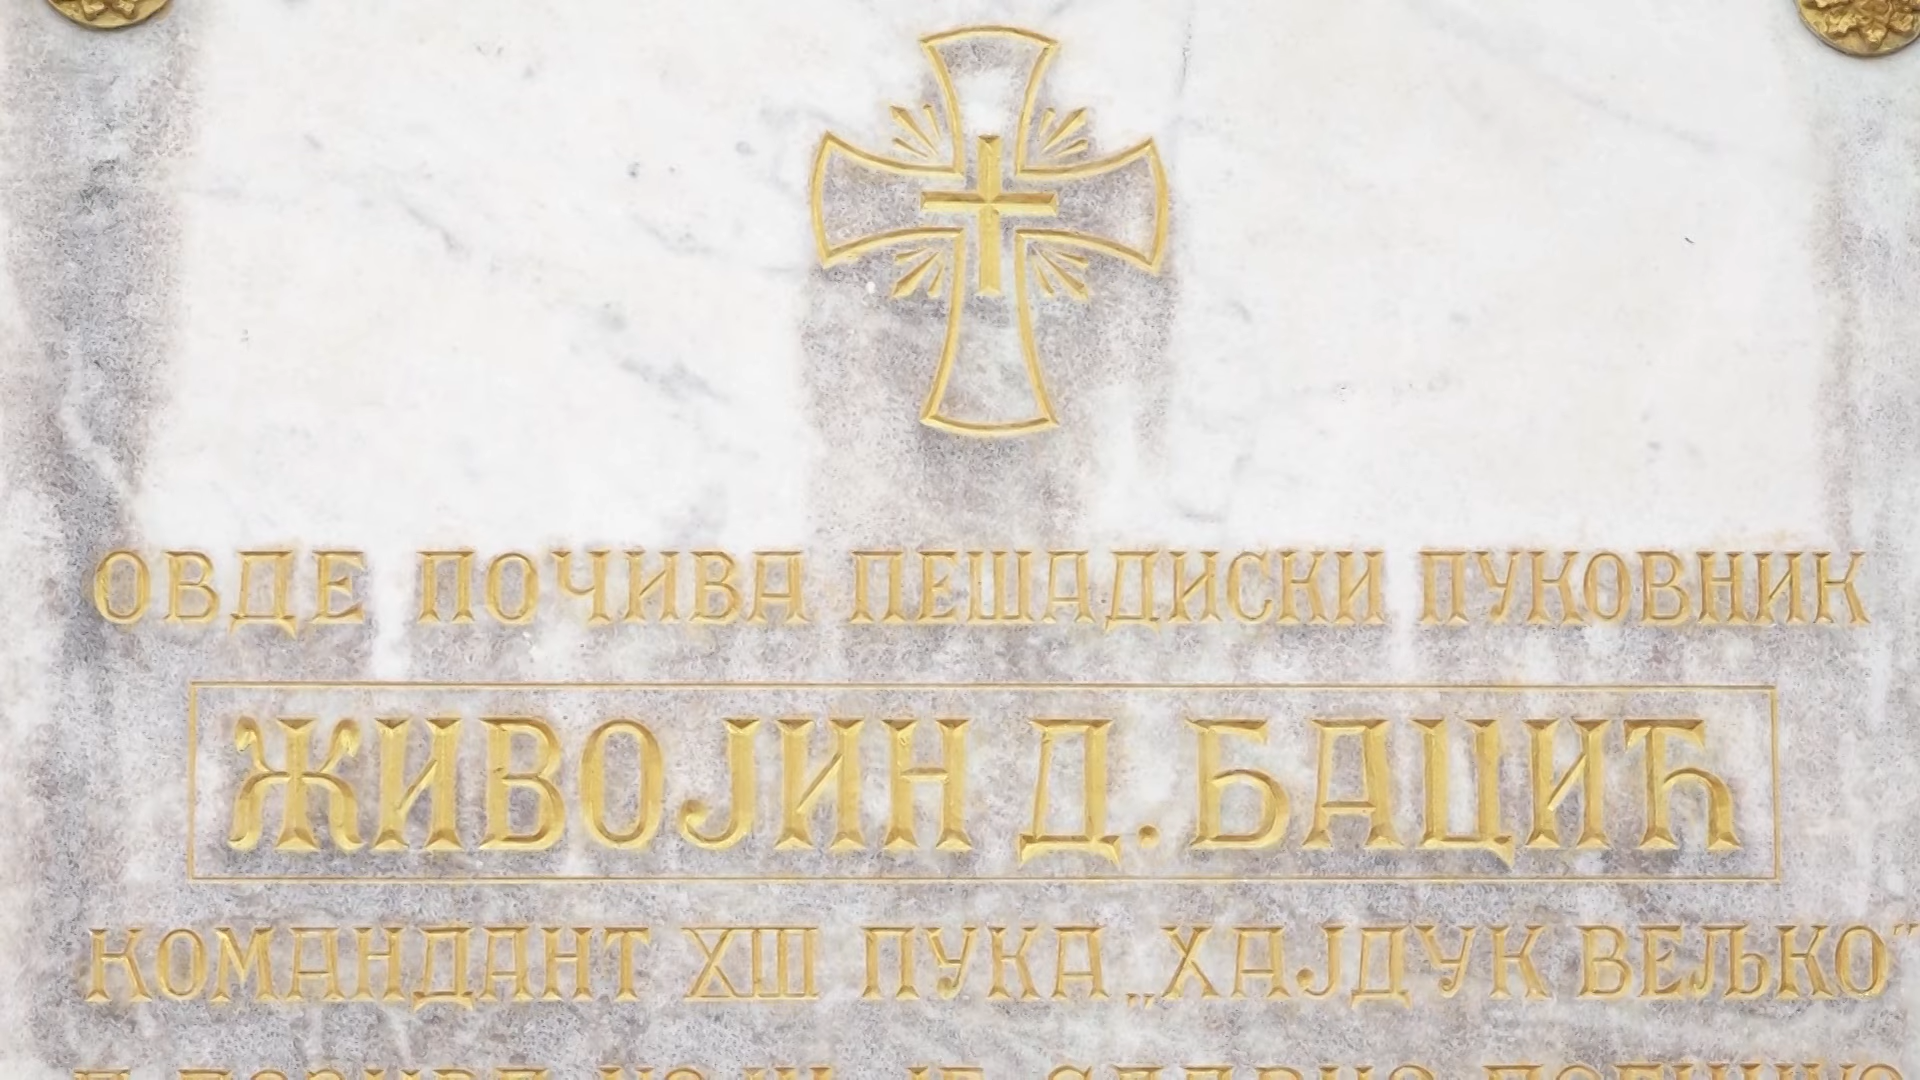 ОВДЕ ПОЧИВА ПЕШАДИСКИ ПУКОВНИК
ЖИВОЈИН Д. БАЦИЋ
КОМАНДАНТ XIII ПУКА „ХАЈДУК ВЕЉКО“